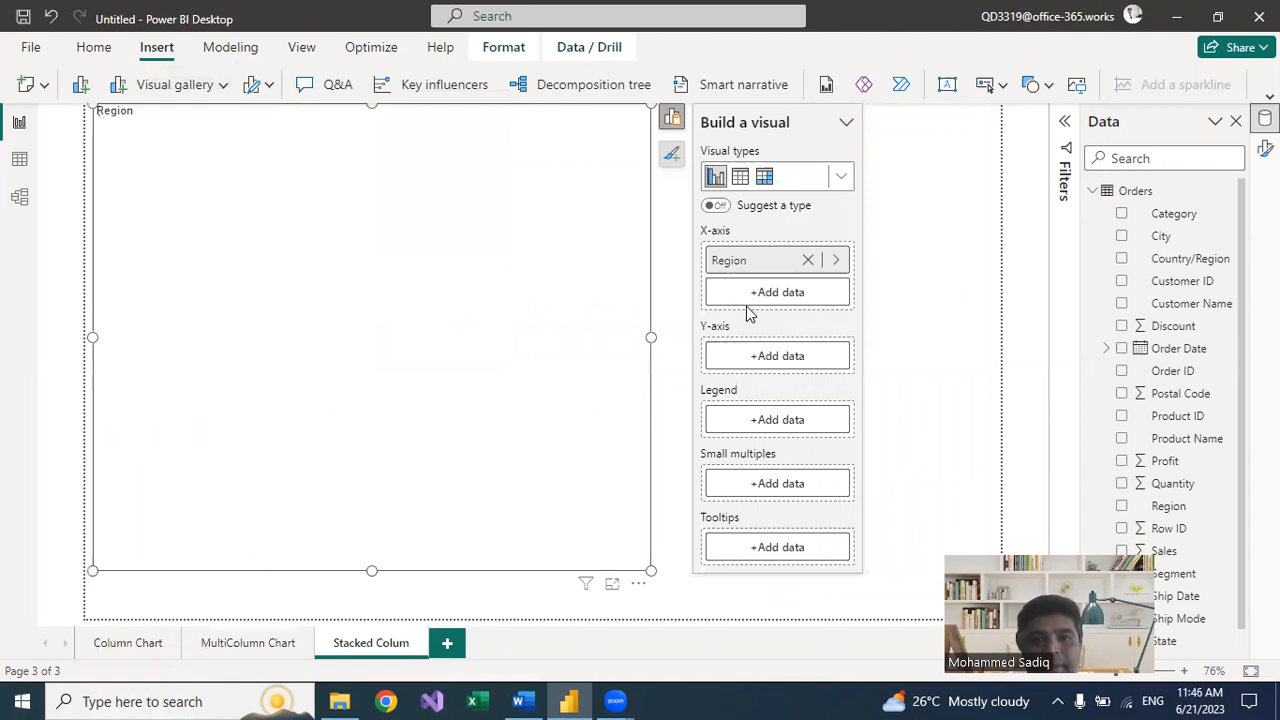 Untitled - Power BI Desktop
Search
QD3319@office-365.works
File
Home
Insert
Modeling
View
Optimize
Help
Format
Data / Drill
Share
Visual gallery
Q&A
Key influencers
Decomposition tree
Smart narrative
Add a sparkline
Region
Build a visual
Visual types
Off
Suggest a type
X-axis
Region
+Add data
Y-axis
+Add data
Legend
+Add data
Small multiples
+Add data
Tooltips
+Add data
Filters
Data
Search
Orders
Category
City
Country/Region
Customer ID
Customer Name
Discount
Order Date
Order ID
Postal Code
Product ID
Product Name
Profit
Quantity
Region
Row ID
Sales
Segment
Ship Date
Ship Mode
State
Mohammed Sadiq
Column Chart
MultiColumn Chart
Stacked Colum
Page 3 of 3
76%
Type here to search
26°C Mostly cloudy
ENG
11:46 AM
6/21/2023